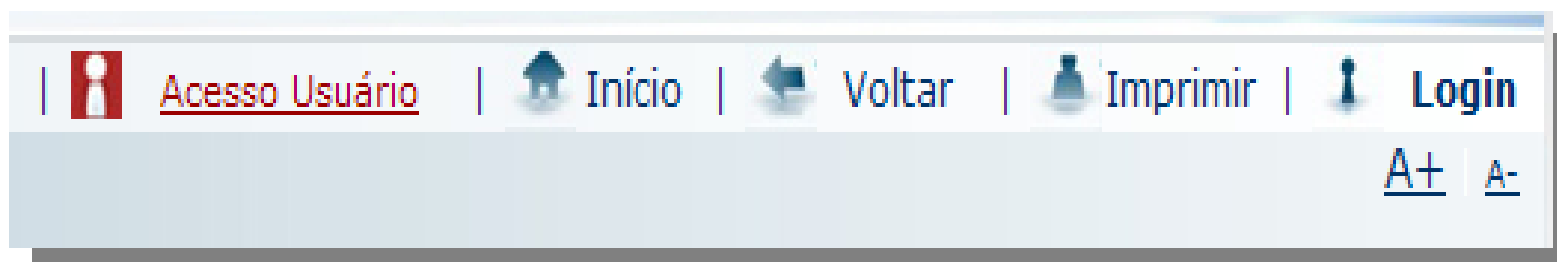 | Acesso Usuário | Início | Voltar | Imprimir | Login
A+ A-